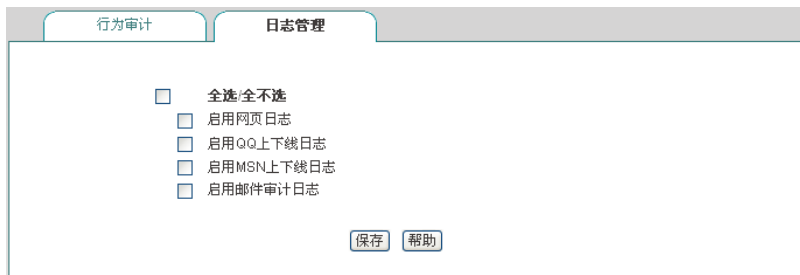 行为审计 日志管理
全选/全不选
启用网页日志
启用QQ上下线日志
启用MSN上下线日志
启用邮件审计日志
保存 帮助